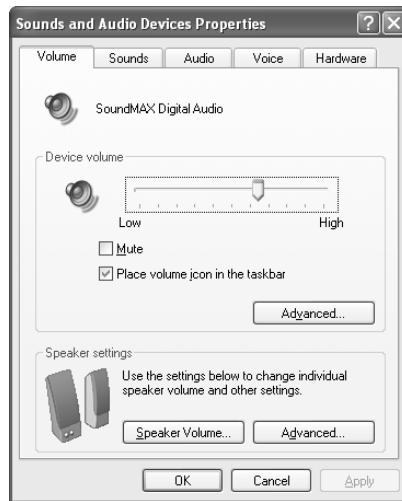 Sounds and Audio Devices Properties
Volume Sounds Audio Voice Hardware
SoundMAX Digital Audio
Device volume
Low High
Mute
Place volume icon in the taskbar
Advanced...
Speaker settings
Use the settings below to change individual
speaker volume and other settings.
Speaker Volume... Advanced...
OK Cancel Apply